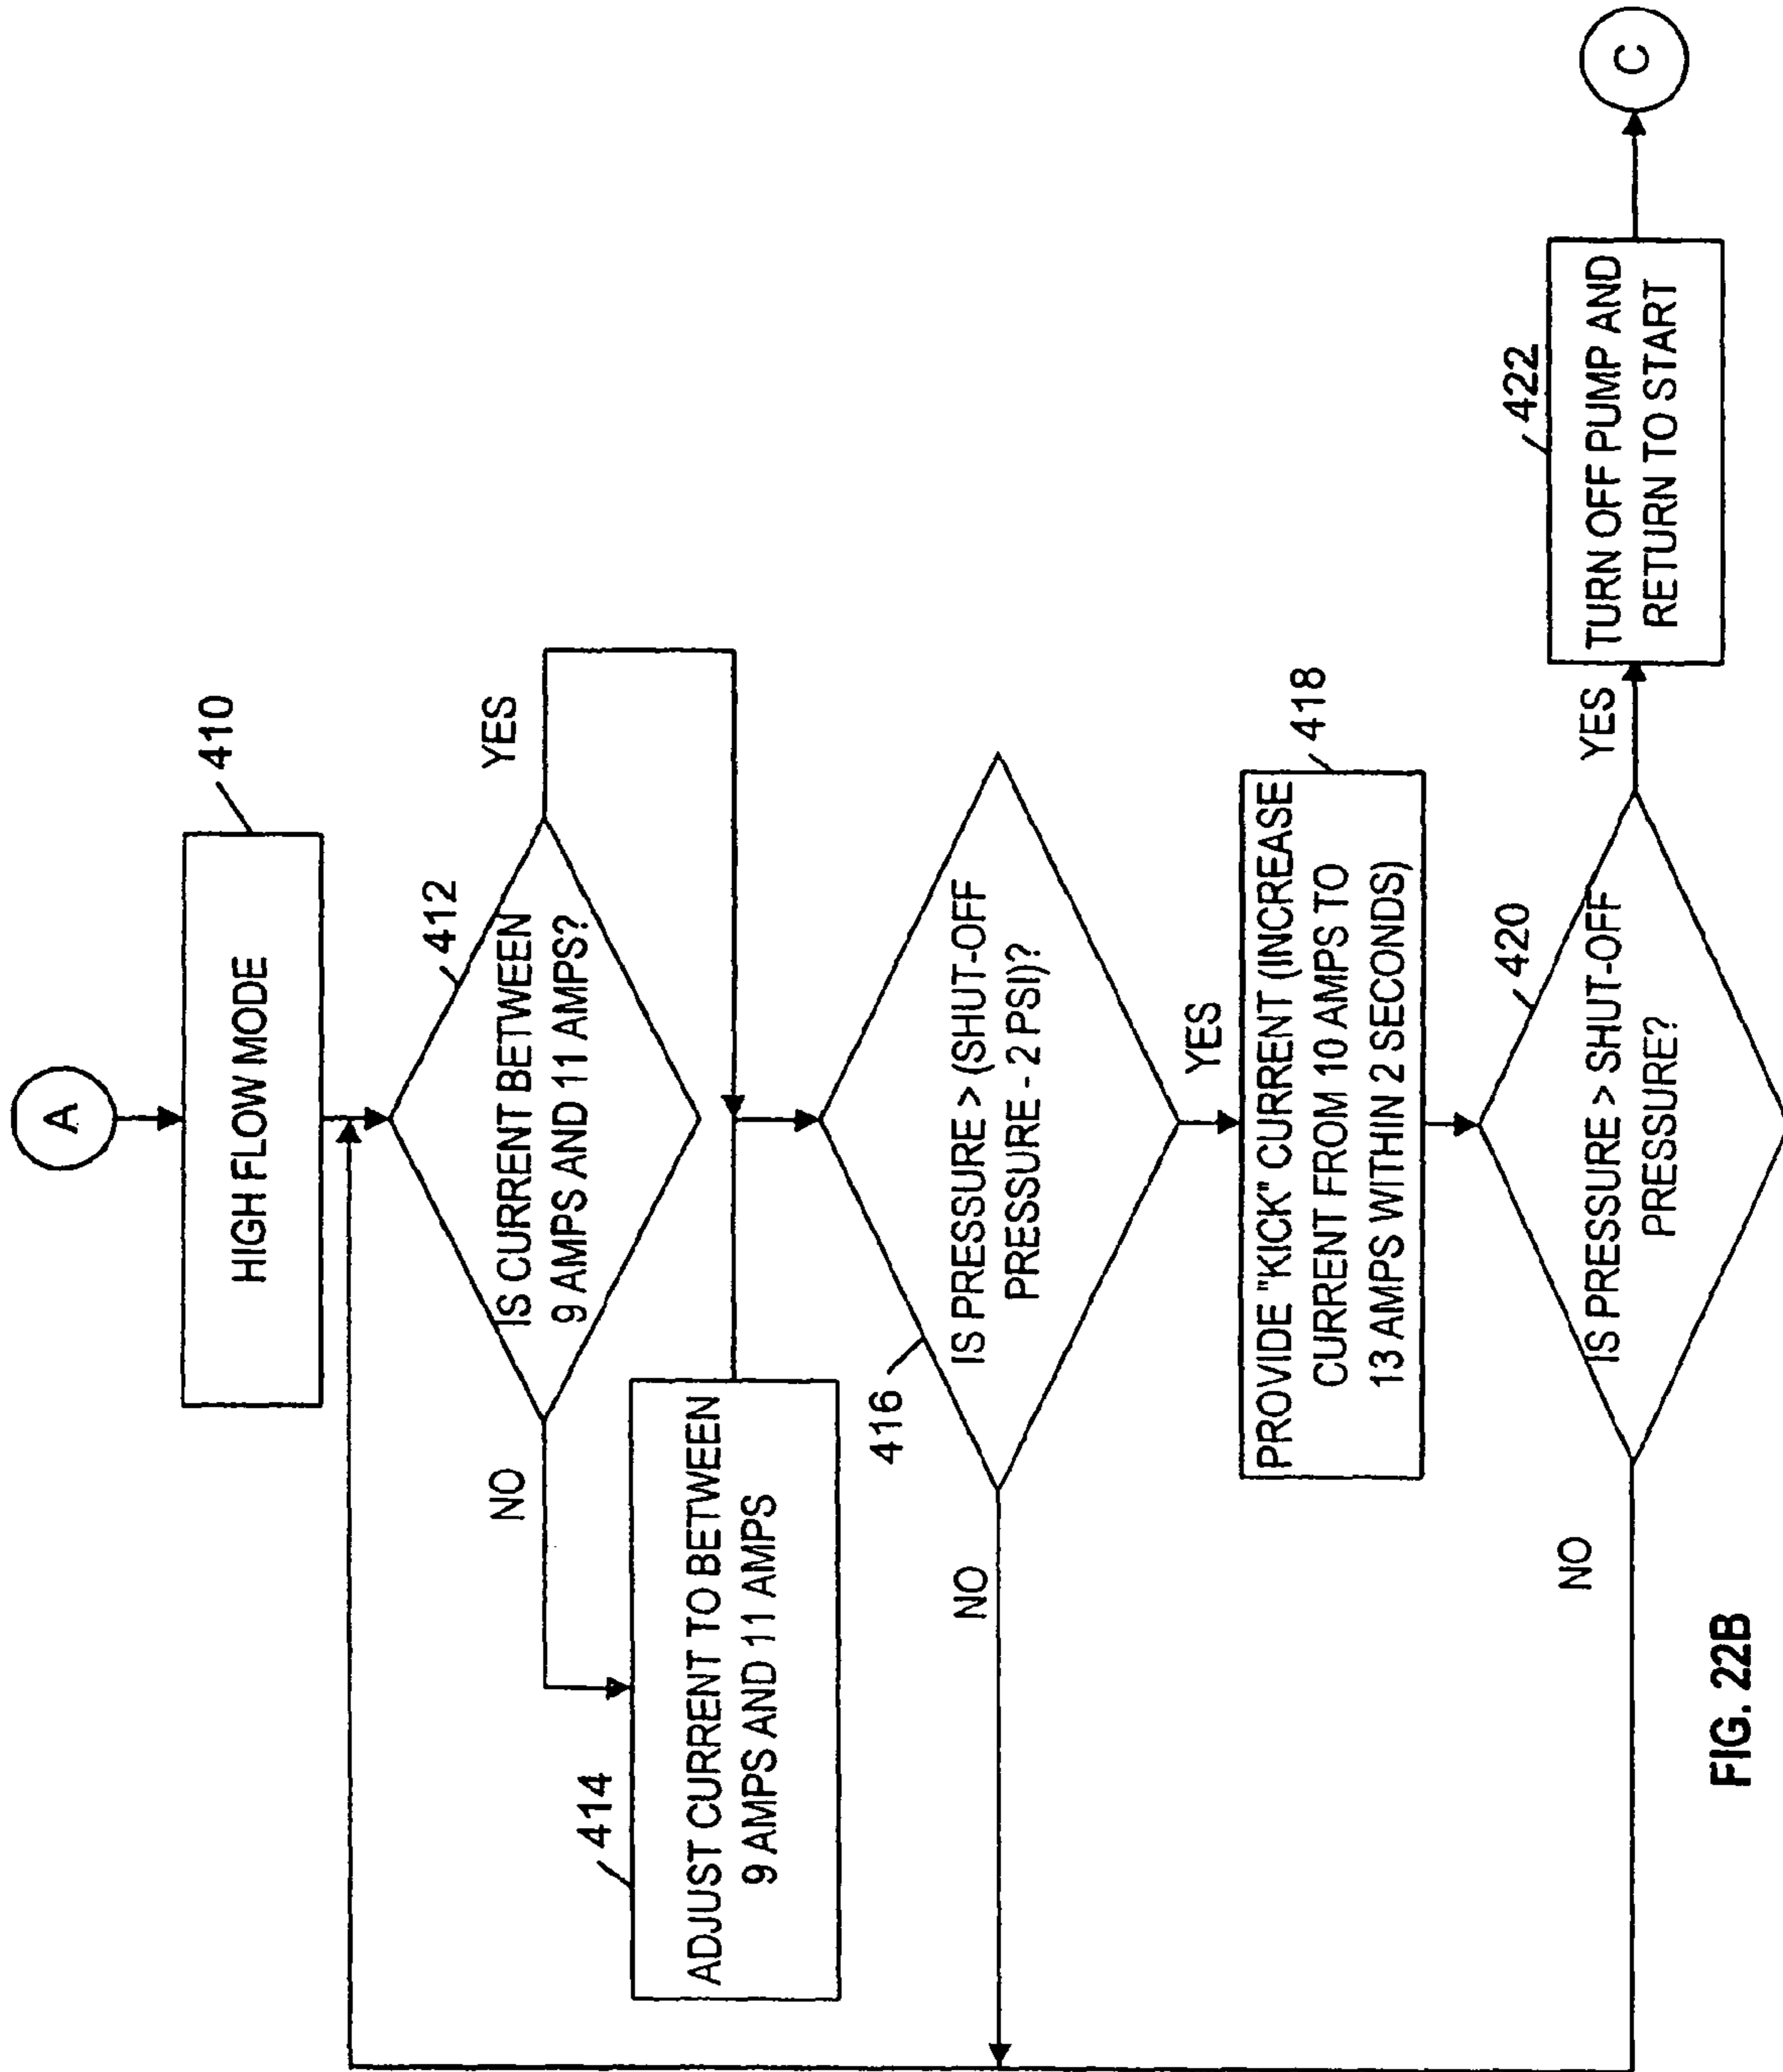 A
410
HIGH FLOW MODE
412
IS CURRENT BETWEEN
9 AMPS AND 11 AMPS?
YES
NO
414
ADJUST CURRENT TO BETWEEN
9 AMPS AND 11 AMPS
416
IS PRESSURE > (SHUT-OFF
PRESSURE - 2 PSI)?
NO
YES
418
PROVIDE "KICK" CURRENT (INCREASE
CURRENT FROM 10 AMPS TO
13 AMPS WITHIN 2 SECONDS)
420
IS PRESSURE > SHUT-OFF
PRESSURE?
NO
YES
422
TURN OFF PUMP AND
RETURN TO START
C
FIG. 22B